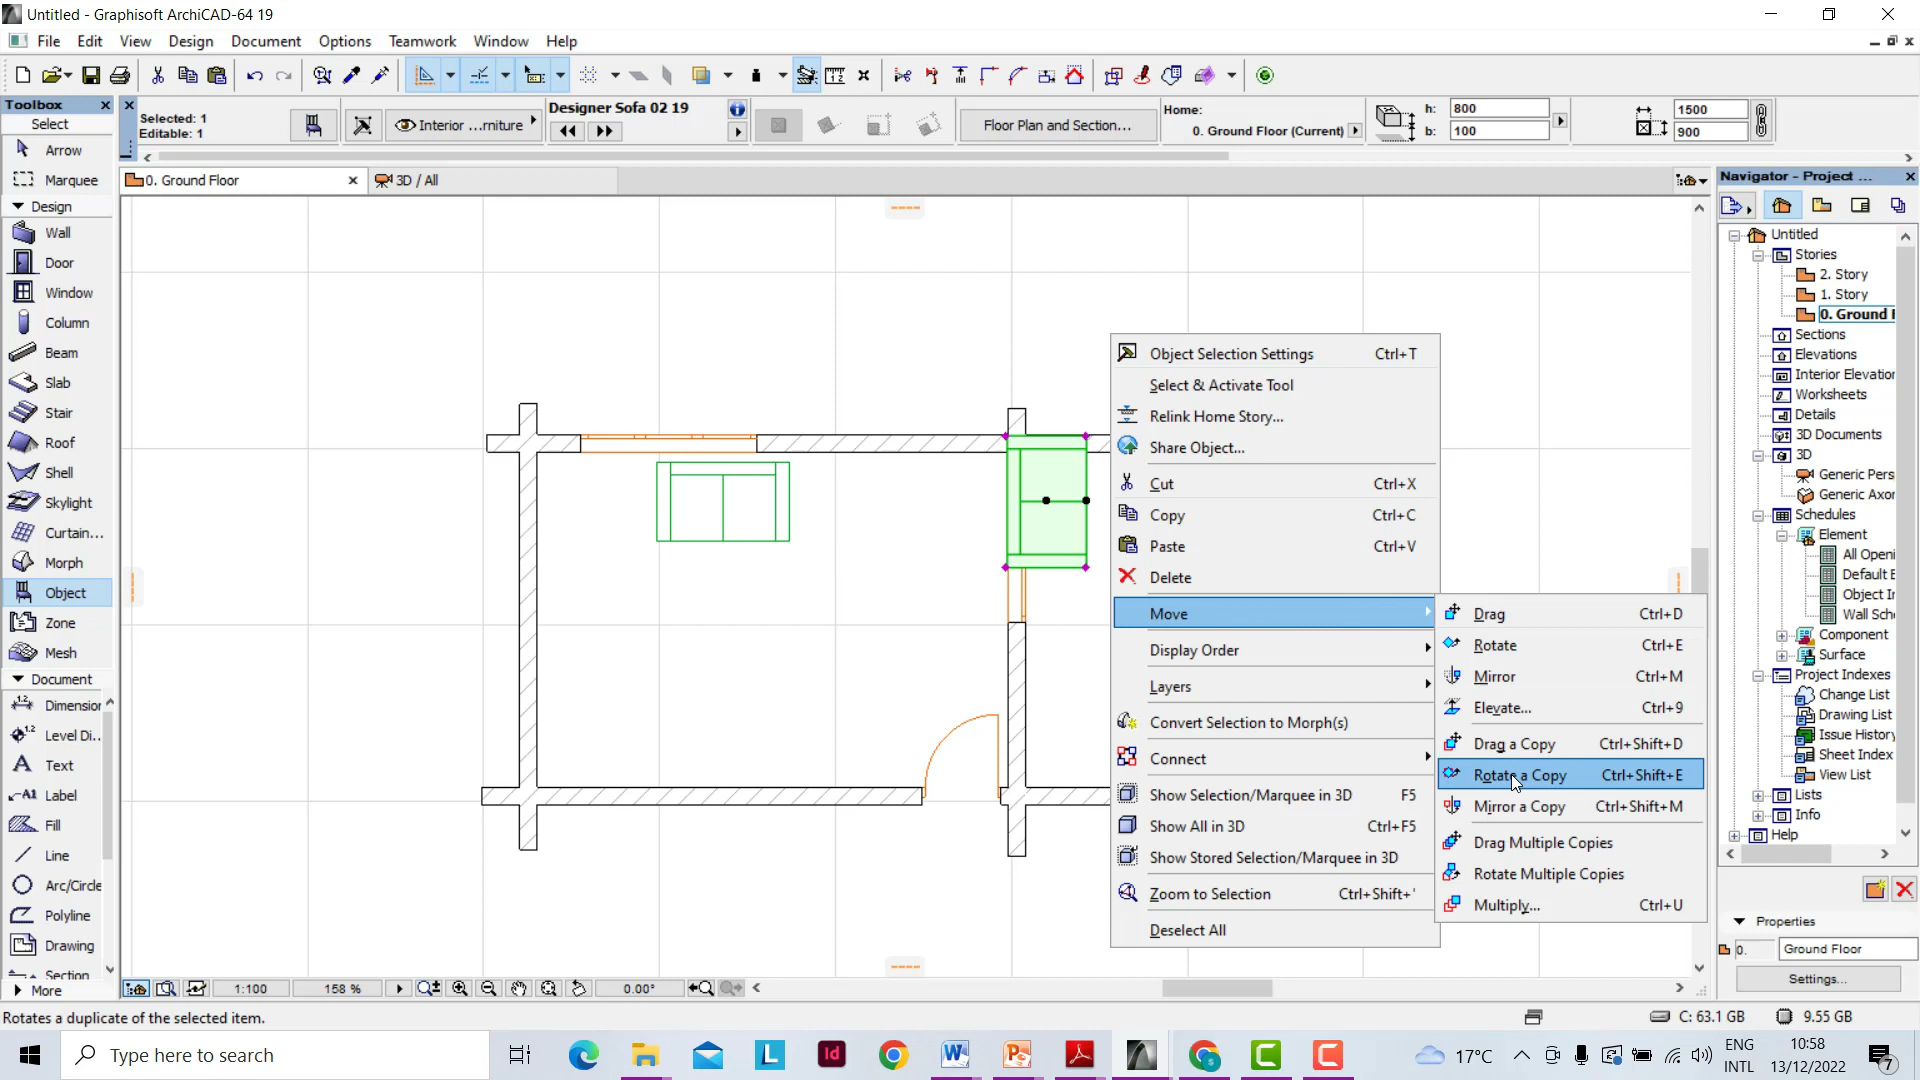 Untitled - Graphisoft ArchiCAD-64 19
File Edit View Design Document Options Teamwork Window Help
Toolbox
Select
Arrow
Marquee
Design
Wall
Door
Window
Column
Beam
Slab
Stair
Roof
Shell
Skylight
Curtain...
Morph
Object
Zone
Mesh
Document
Dimension
Level Di..
Text
Label
Fill
Line
Arc/Circle
Polyline
Drawing
Section
More
Selected: 1
Editable: 1
Interior ...rniture
Designer Sofa 02 19
Floor Plan and Section...
Home:
0. Ground Floor (Current)
h: 800
b: 100
1500
900
0. Ground Floor
3D / All
Object Selection Settings Ctrl+T
Select & Activate Tool
Relink Home Story...
Share Object...
Cut Ctrl+X
Copy Ctrl+C
Paste Ctrl+V
Delete
Move
Display Order
Layers
Convert Selection to Morph(s)
Connect
Show Selection/Marquee in 3D F5
Show All in 3D Ctrl+F5
Show Stored Selection/Marquee in 3D
Zoom to Selection Ctrl+Shift+'
Deselect All
Drag Ctrl+D
Rotate Ctrl+E
Mirror Ctrl+M
Elevate... Ctrl+9
Drag a Copy Ctrl+Shift+D
Rotate a Copy Ctrl+Shift+E
Mirror a Copy Ctrl+Shift+M
Drag Multiple Copies
Rotate Multiple Copies
Multiply... Ctrl+U
Navigator - Project ...
Untitled
Stories
2. Story
1. Story
0. Ground F
Sections
Elevations
Interior Elevation
Worksheets
Details
3D Documents
3D
Generic Pers
Generic Axor
Schedules
Element
All Openi
Default E
Object In
Wall Sche
Component
Surface
Project Indexes
Change List
Drawing List
Issue History
Sheet Index
View List
Lists
Info
Help
Properties
0. Ground Floor
Settings...
1:100 158 % 0.00°
Rotates a duplicate of the selected item.
C: 63.1 GB 9.55 GB
Type here to search
17°C
ENG
INTL
10:58
13/12/2022
7